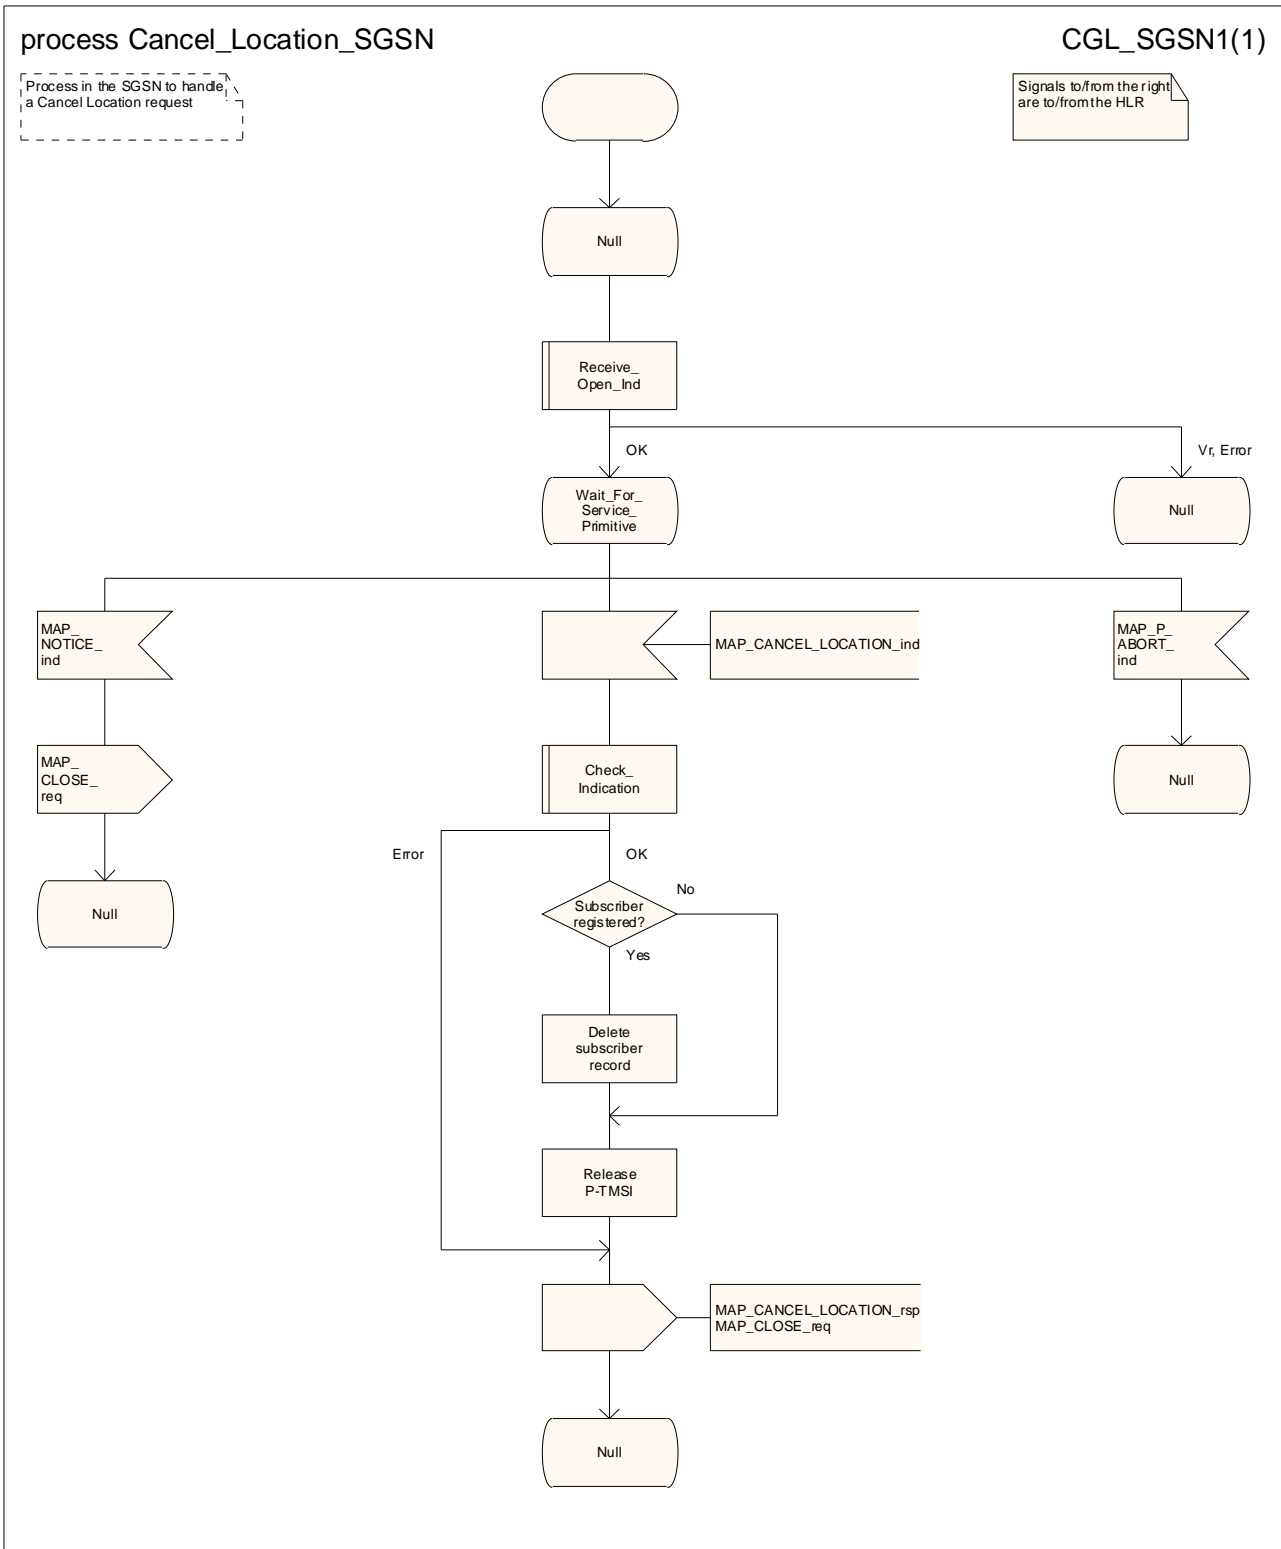 process Cancel_Location_SGSN
CGL_SGSN1(1)
Process in the SGSN to handle
a Cancel Location request
Signals to/from the right
are to/from the HLR
Null
Receive_
Open_Ind
OK
Vr, Error
Wait_For_
Service_
Primitive
Null
MAP_
NOTICE_
ind
MAP_CANCEL_LOCATION_ind
MAP_P_
ABORT_
ind
MAP_
CLOSE_
req
Check_
Indication
Null
Error
OK
No
Null
Subscriber
registered?
Yes
Delete
subscriber
record
Release
P-TMSI
MAP_CANCEL_LOCATION_rsp
MAP_CLOSE_req
Null